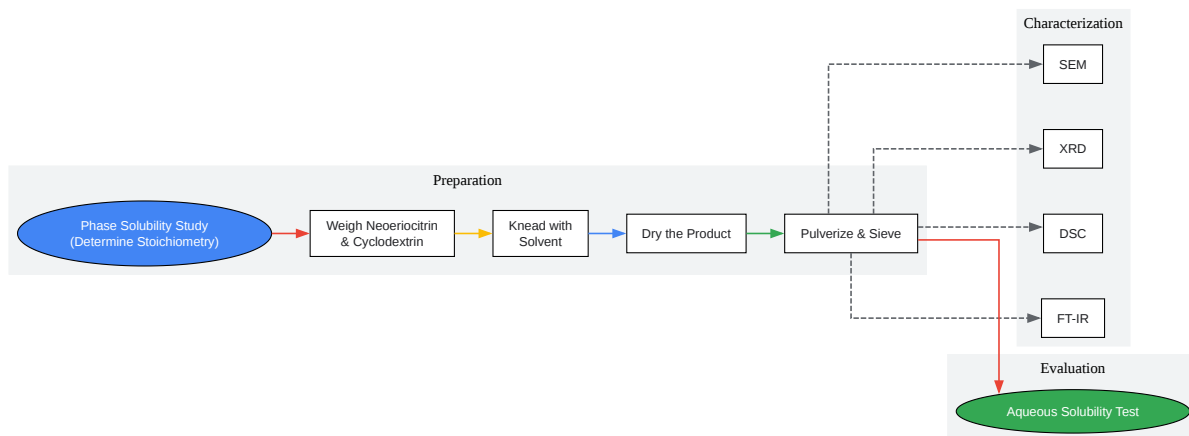 Characterization
SEM
XRD
Preparation
Phase Solubility Study
(Determine Stoichiometry)
Weigh Neoeriocitrin
& Cyclodextrin
Knead with
Solvent
Dry the Product
Pulverize & Sieve
DSC
FT-IR
Evaluation
Aqueous Solubility Test